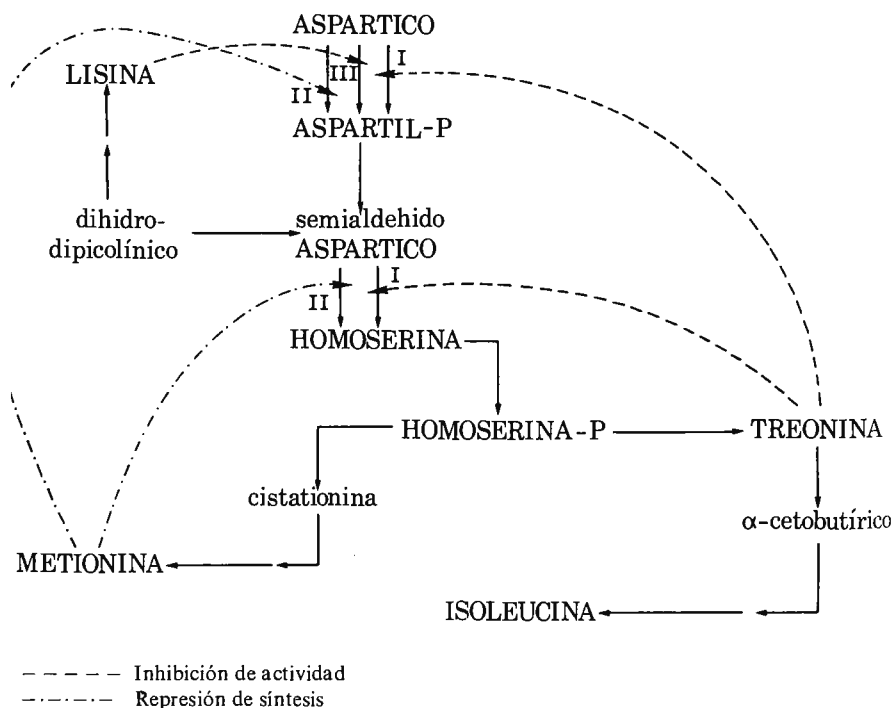 ASPARTICO
I
III
LISINA
II
ASPARTIL-P
dihidro-
dipicolínico
semialdehido
ASPARTICO
I
II
HOMOSERINA
HOMOSERINA-P
TREONINA
cistationina
α-cetobutírico
METIONINA
ISOLEUCINA
Inhibición de actividad
Represión de síntesis